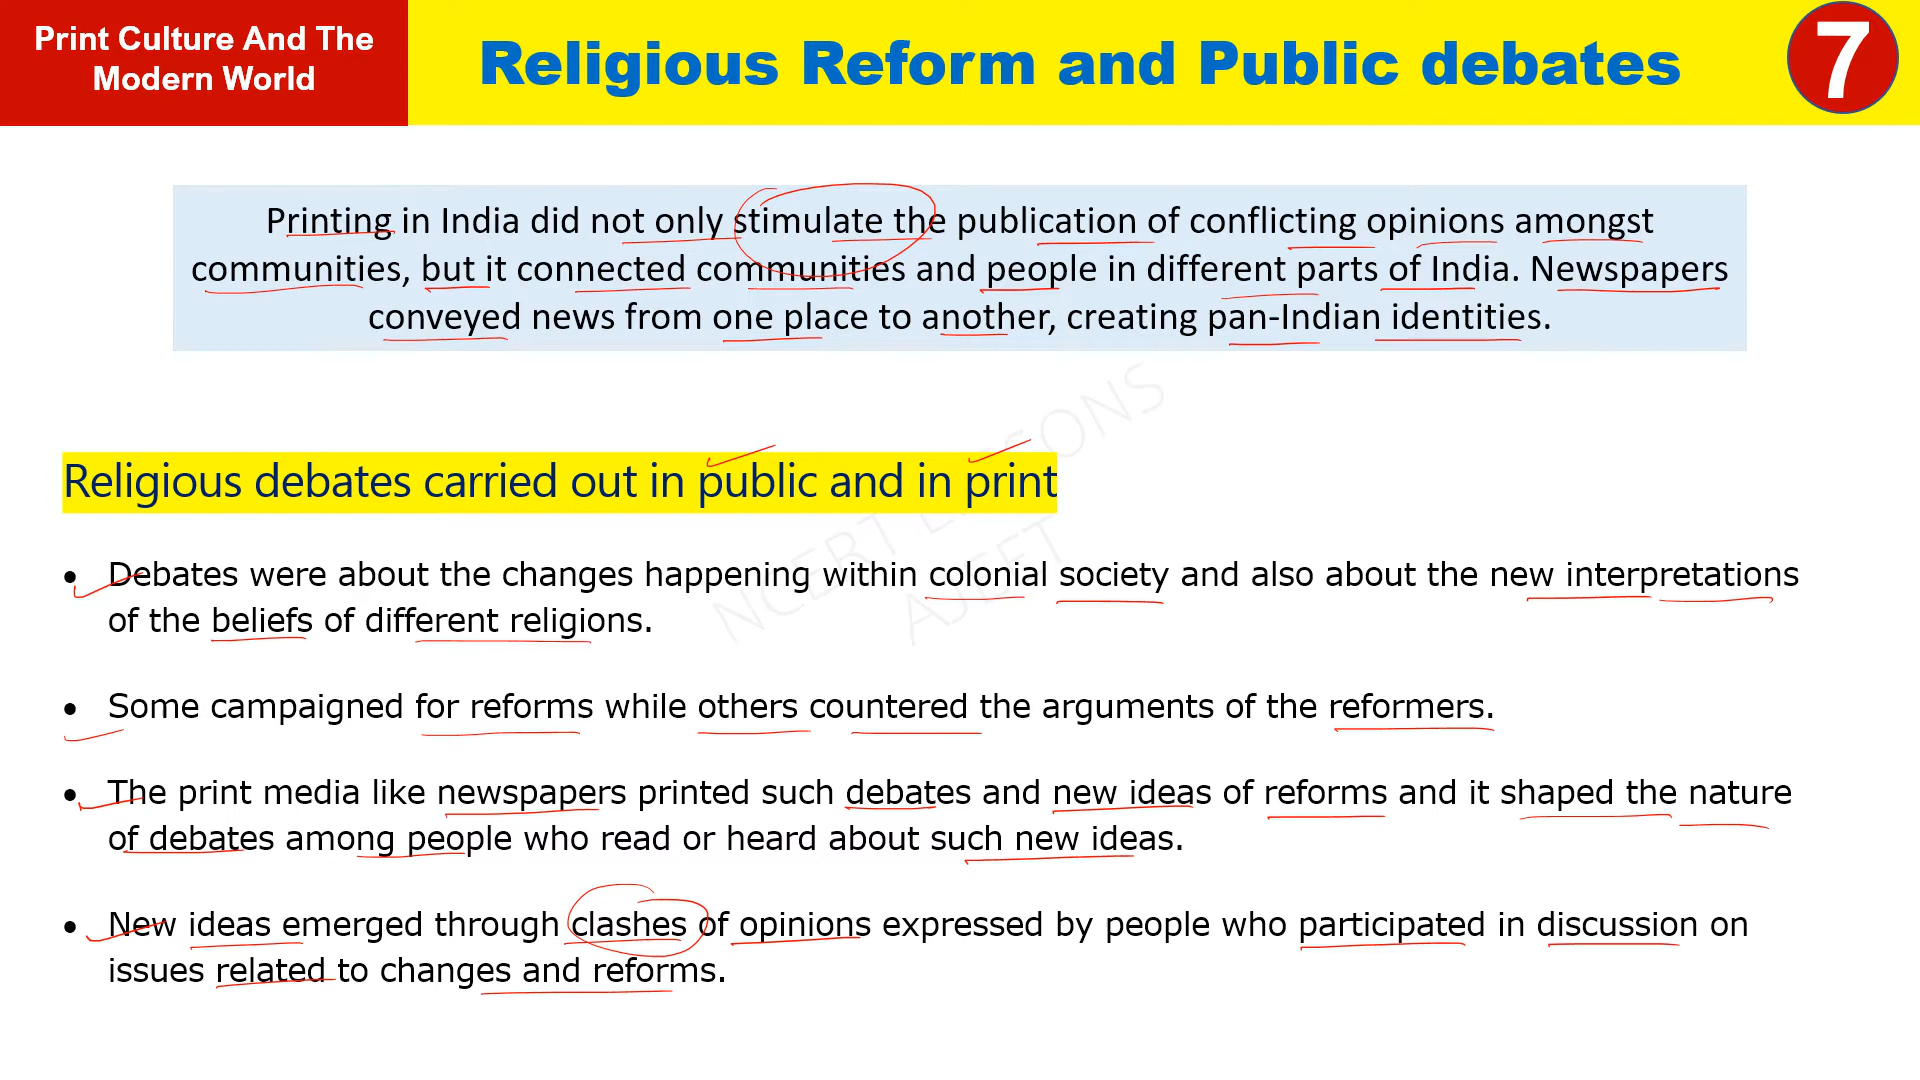 Print Culture And The
Modern World
Religious Reform and Public debates
7
Printing in India did not only stimulate the publication of conflicting opinions amongst
communities, but it connected communities and people in different parts of India. Newspapers
conveyed news from one place to another, creating pan-Indian identities.
Religious debates carried out in public and in print
• Debates were about the changes happening within colonial society and also about the new interpretations
of the beliefs of different religions.
• Some campaigned for reforms while others countered the arguments of the reformers.
• The print media like newspapers printed such debates and new ideas of reforms and it shaped the nature
of debates among people who read or heard about such new ideas.
• New ideas emerged through clashes of opinions expressed by people who participated in discussion on
issues related to changes and reforms.
NCERT LESSONS
AJEET